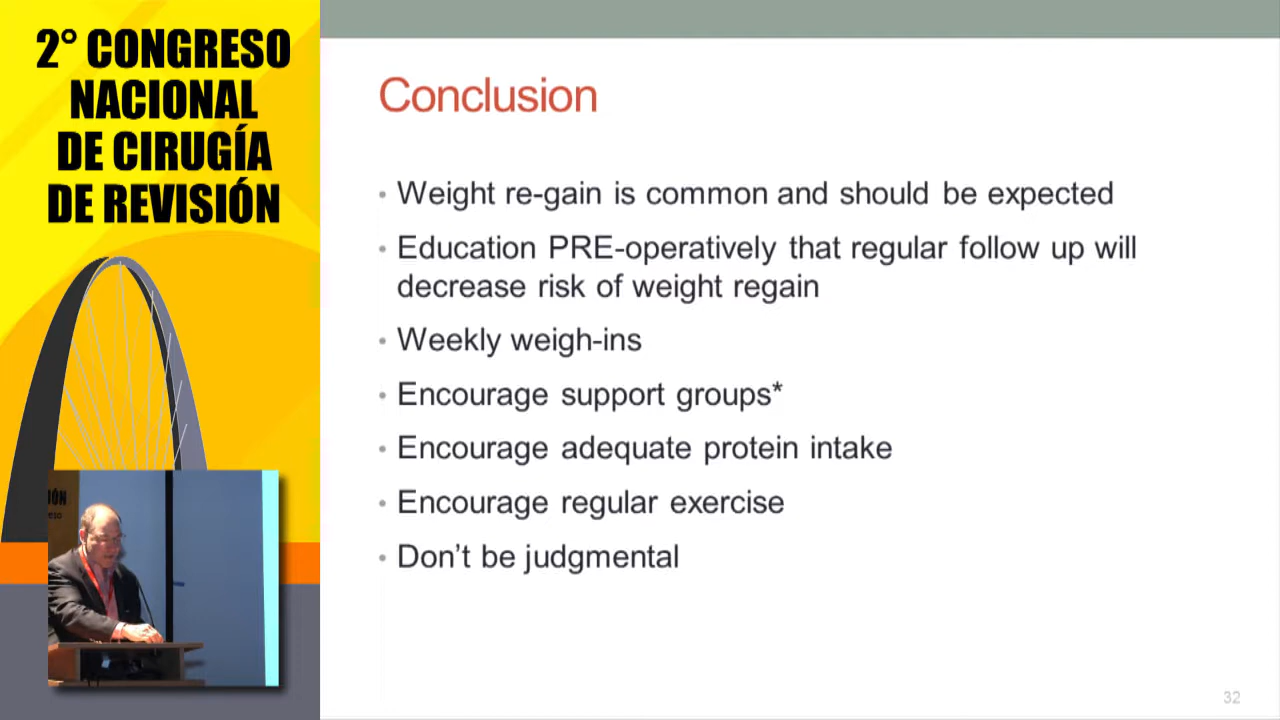 2° CONGRESO
NACIONAL
DE CIRUGÍA
DE REVISIÓN
Conclusion
• Weight re-gain is common and should be expected
• Education PRE-operatively that regular follow up will
decrease risk of weight regain
• Weekly weigh-ins
• Encourage support groups*
• Encourage adequate protein intake
• Encourage regular exercise
• Don't be judgmental
32